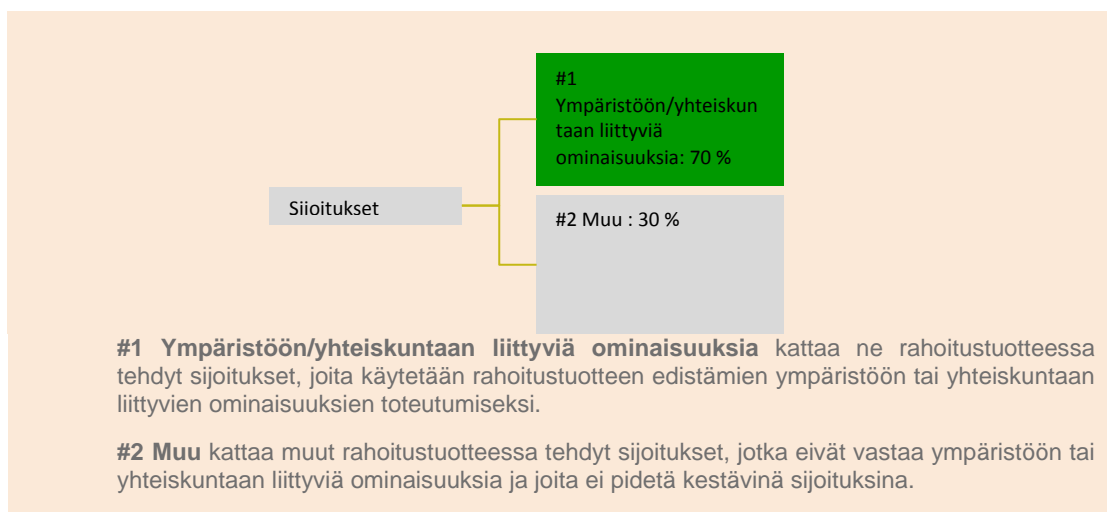 #1
Ympäristöön/yhteiskun
taan liittyviä
ominaisuuksia: 70 %
Sijoitukset
#2 Muu : 30 %
#1 Ympäristöön/yhteiskuntaan liittyviä ominaisuuksia kattaa ne rahoitustuotteessa
tehdyt sijoitukset, joita käytetään rahoitustuotteen edistämien ympäristöön tai yhteiskuntaan
liittyvien ominaisuuksien toteutumiseksi.
#2 Muu kattaa muut rahoitustuotteessa tehdyt sijoitukset, jotka eivät vastaa ympäristöön tai
yhteiskuntaan liittyviä ominaisuuksia ja joita ei pidetä kestävinä sijoituksina.